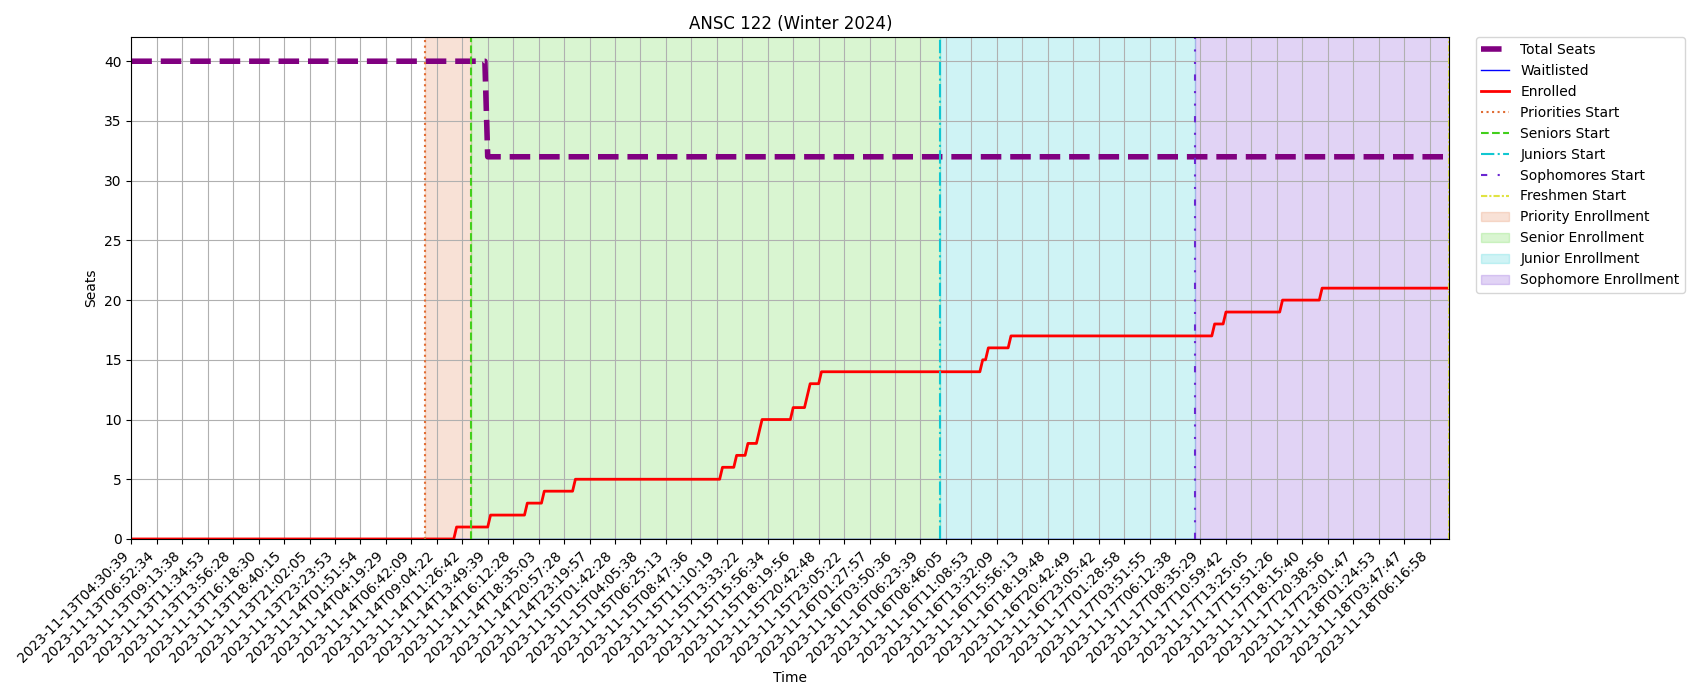 ANSC 122 (Winter 2024)
Total Seats
Waitlisted
Enrolled
Priorities Start
Seniors Start
Juniors Start
Sophomores Start
Freshmen Start
Priority Enrollment
Senior Enrollment
Junior Enrollment
Sophomore Enrollment
Seats
40
35
30
25
20
15
10
5
0
2023-11-13T04:30:39
2023-11-13T06:52:34
2023-11-13T09:13:38
2023-11-13T11:34:53
2023-11-13T13:56:28
2023-11-13T16:18:30
2023-11-13T18:40:15
2023-11-13T21:02:05
2023-11-13T23:23:53
2023-11-14T01:51:54
2023-11-14T04:19:29
2023-11-14T06:42:09
2023-11-14T09:04:22
2023-11-14T11:26:42
2023-11-14T13:49:39
2023-11-14T16:12:28
2023-11-14T18:35:03
2023-11-14T20:57:28
2023-11-14T23:19:57
2023-11-15T01:42:28
2023-11-15T04:05:38
2023-11-15T06:25:13
2023-11-15T08:47:36
2023-11-15T11:10:19
2023-11-15T13:33:22
2023-11-15T15:56:34
2023-11-15T18:19:56
2023-11-15T20:42:48
2023-11-15T23:05:22
2023-11-16T01:27:57
2023-11-16T03:50:36
2023-11-16T06:23:39
2023-11-16T08:46:05
2023-11-16T11:08:53
2023-11-16T13:32:09
2023-11-16T15:56:13
2023-11-16T18:19:48
2023-11-16T20:42:49
2023-11-16T23:05:42
2023-11-17T01:28:58
2023-11-17T03:51:55
2023-11-17T06:12:38
2023-11-17T08:35:29
2023-11-17T10:59:42
2023-11-17T13:25:05
2023-11-17T15:51:26
2023-11-17T18:15:40
2023-11-17T20:38:56
2023-11-17T23:01:47
2023-11-18T01:24:53
2023-11-18T03:47:47
2023-11-18T06:16:58
Time